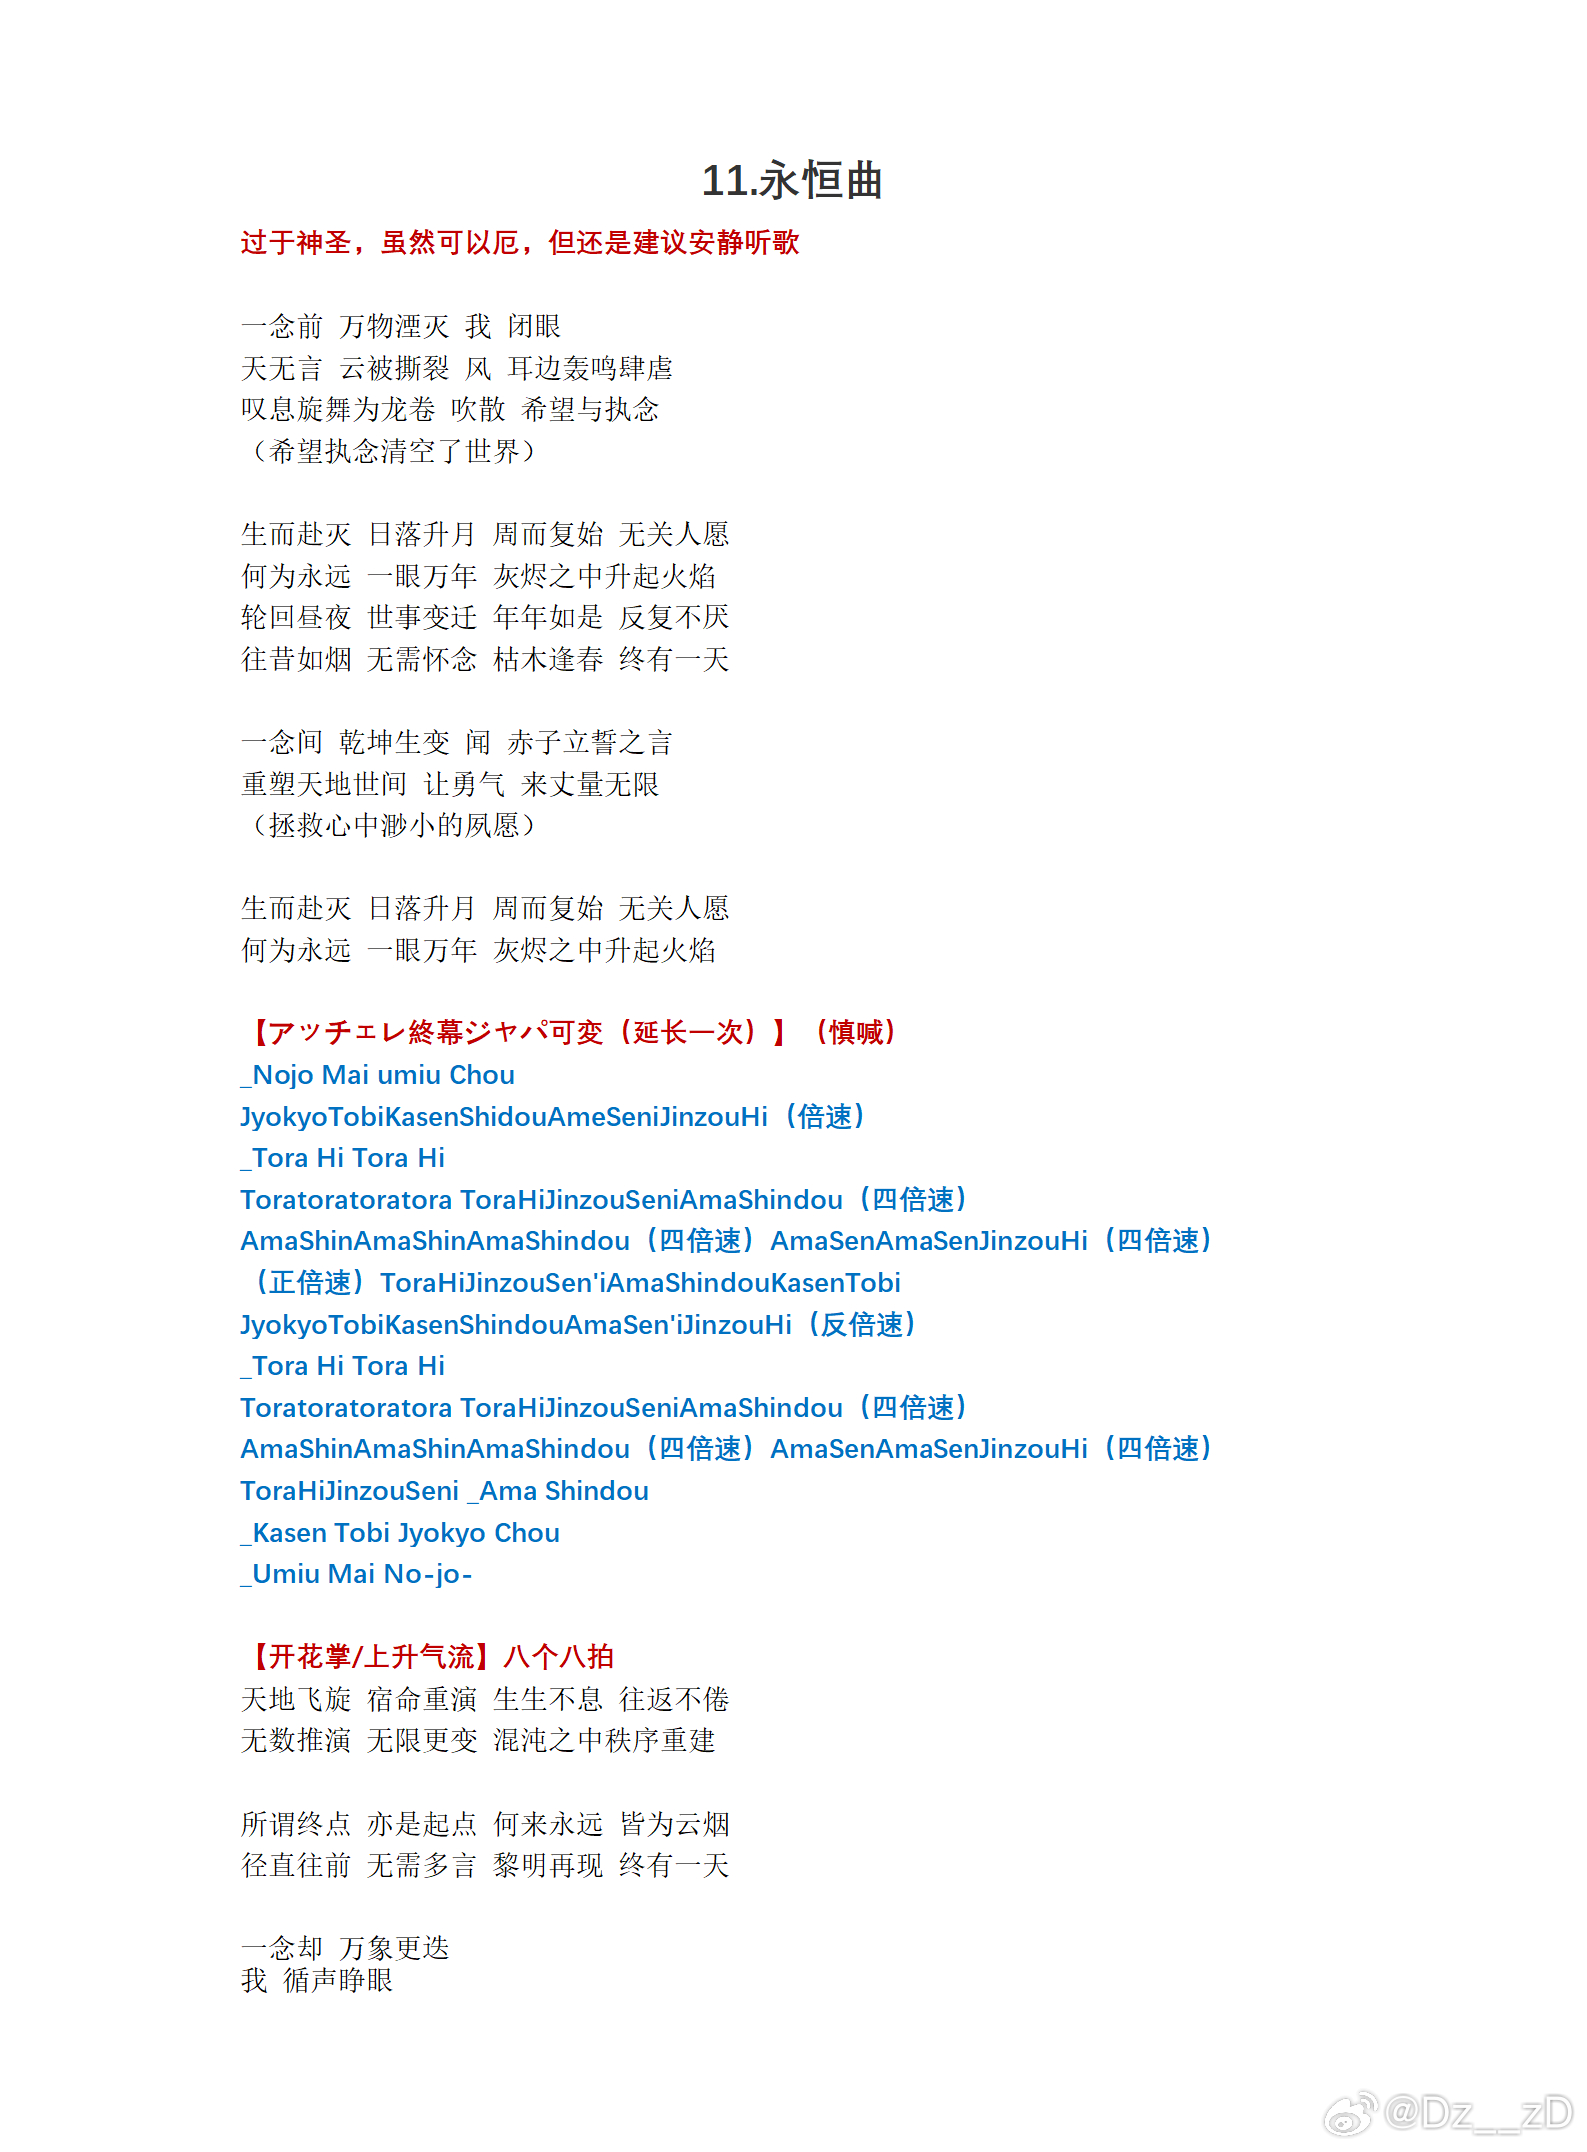 11.永恒曲
过于神圣，虽然可以厄，但还是建议安静听歌
一念前 万物湮灭 我 闭眼
天无言 云被撕裂 风 耳边轰鸣肆虐
叹息旋舞为龙卷 吹散 希望与执念
（希望执念清空了世界）
生而赴灭 日落升月 周而复始 无关人愿
何为永远 一眼万年 灰烬之中升起火焰
轮回昼夜 世事变迁 年年如是 反复不厌
往昔如烟 无需怀念 枯木逢春 终有一天
一念间 乾坤生变 闻 赤子立誓之言
重塑天地世间 让勇气 来丈量无限
（拯救心中渺小的夙愿）
生而赴灭 日落升月 周而复始 无关人愿
何为永远 一眼万年 灰烬之中升起火焰
【アッチェレ終幕ジャパ可变（延长一次）】（慎喊）
_Nojo Mai umiu Chou
JyokyoTobiKasenShidouAmeSeniJinzouHi（倍速）
_Tora Hi Tora Hi
Toratoratoratora ToraHiJinzouSeniAmaShindou（四倍速）
AmaShinAmaShinAmaShindou（四倍速）AmaSenAmaSenJinzouHi（四倍速）
（正倍速）ToraHiJinzouSen'iAmaShindouKasenTobi
JyokyoTobiKasenShindouAmaSen'iJinzouHi（反倍速）
_Tora Hi Tora Hi
Toratoratoratora ToraHiJinzouSeniAmaShindou（四倍速）
AmaShinAmaShinAmaShindou（四倍速）AmaSenAmaSenJinzouHi（四倍速）
ToraHiJinzouSeni _Ama Shindou
_Kasen Tobi Jyokyo Chou
_Umiu Mai No-jo-
【开花掌/上升气流】八个八拍
天地飞旋 宿命重演 生生不息 往返不倦
无数推演 无限更变 混沌之中秩序重建
所谓终点 亦是起点 何来永远 皆为云烟
径直往前 无需多言 黎明再现 终有一天
一念却 万象更迭
我 循声睁眼
@Dz__zD